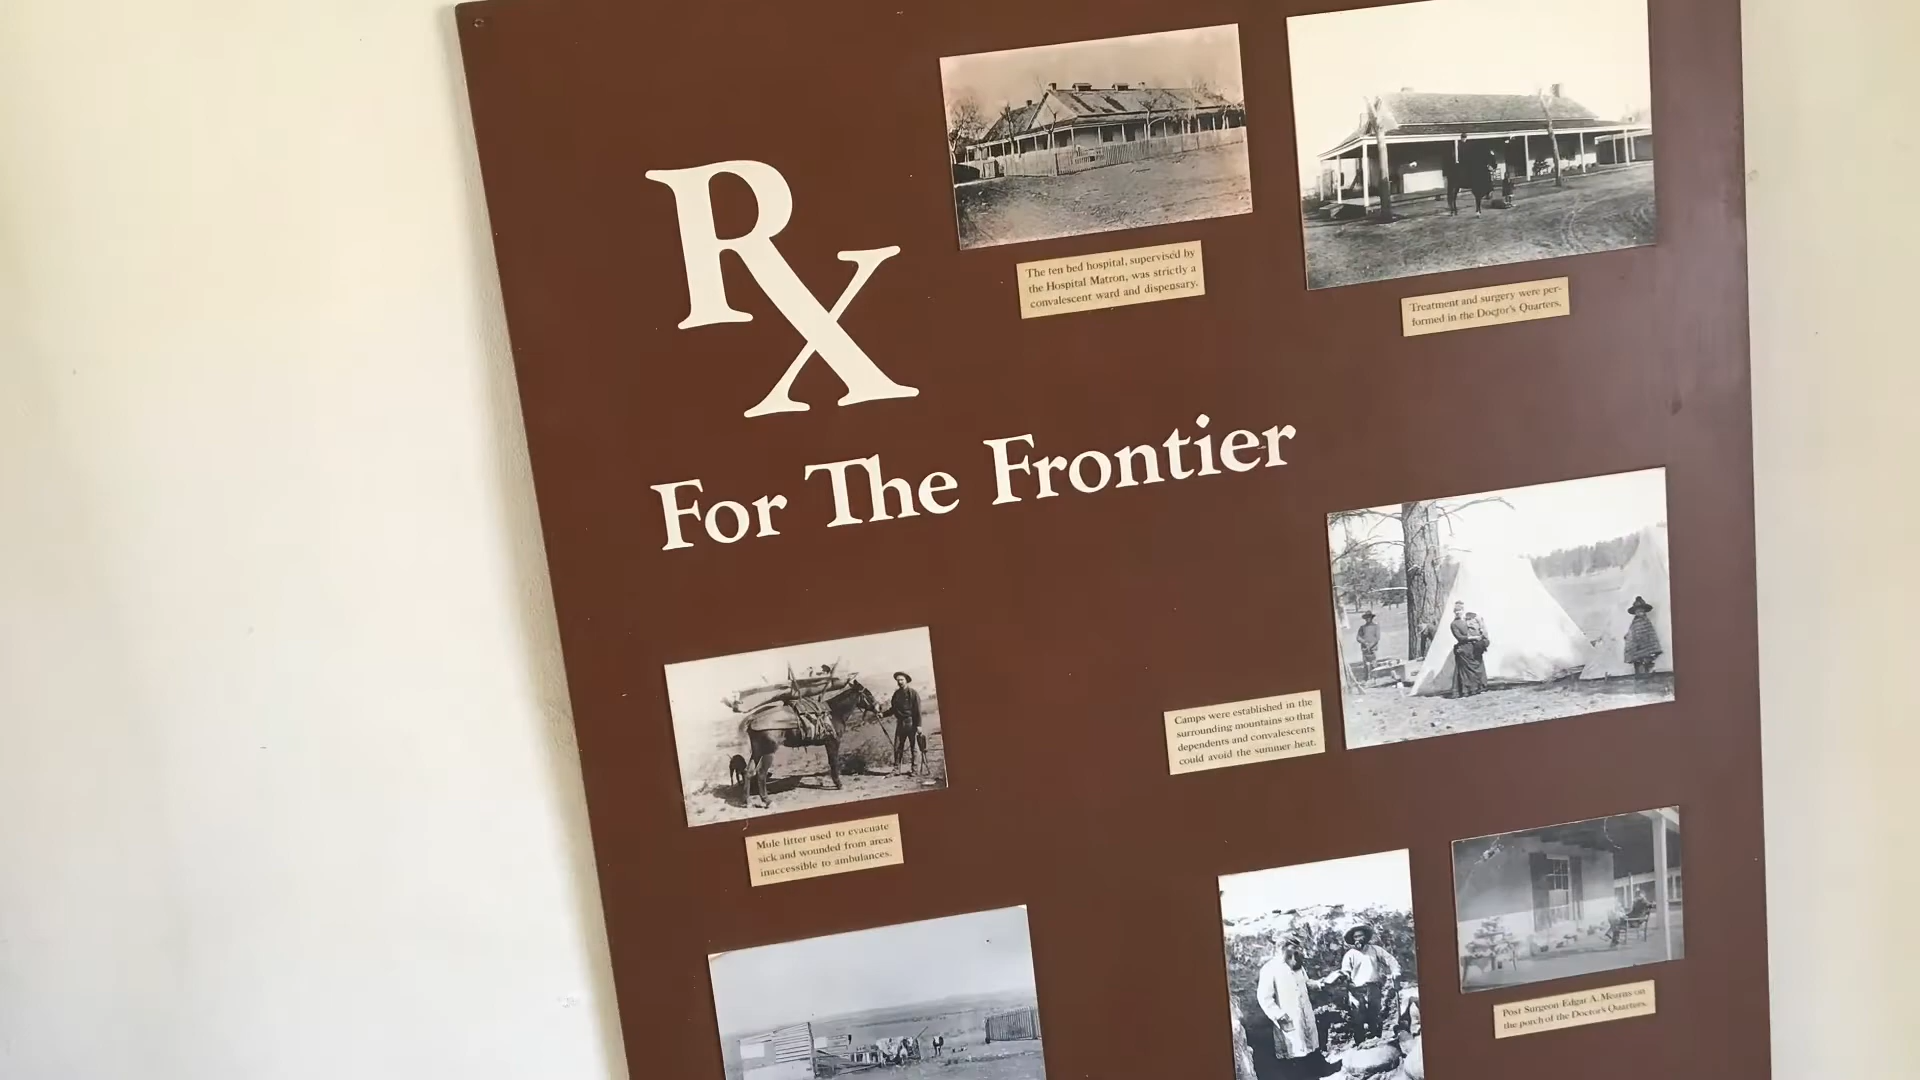 Rx
For The Frontier
The ten bed hospital, supervised by
the Hospital Matron, was strictly a
convalescent ward and dispensary.
Treatment and surgery were per-
formed in the Doctor's Quarters.
Camps were established in the
surrounding mountains so that
dependents and convalescents
could avoid the summer heat.
Mule litter used to evacuate
sick and wounded from areas
inaccessible to ambulances.
Post Surgeon Edgar A. Mearns on
the porch of the Doctor's Quarters.